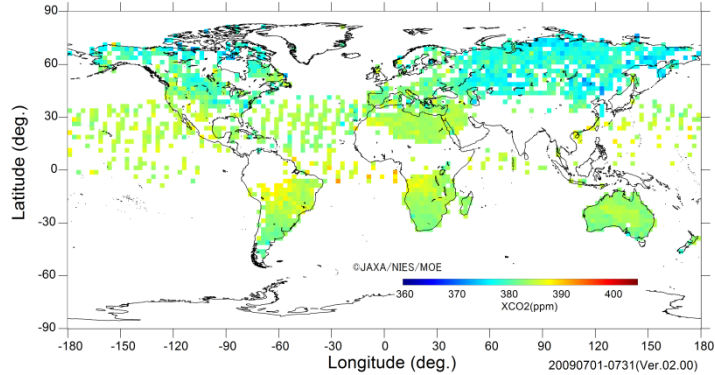 90
60
30
0
-30
-60
-90
Latitude (deg.)
©JAXA/NIES/MOE
360 370 380 390 400
XCO2(ppm)
-180 -150 -120 -90 -60 -30 0 30 60 90 120 150 180
Longitude (deg.)
20090701-0731(Ver.02.00)